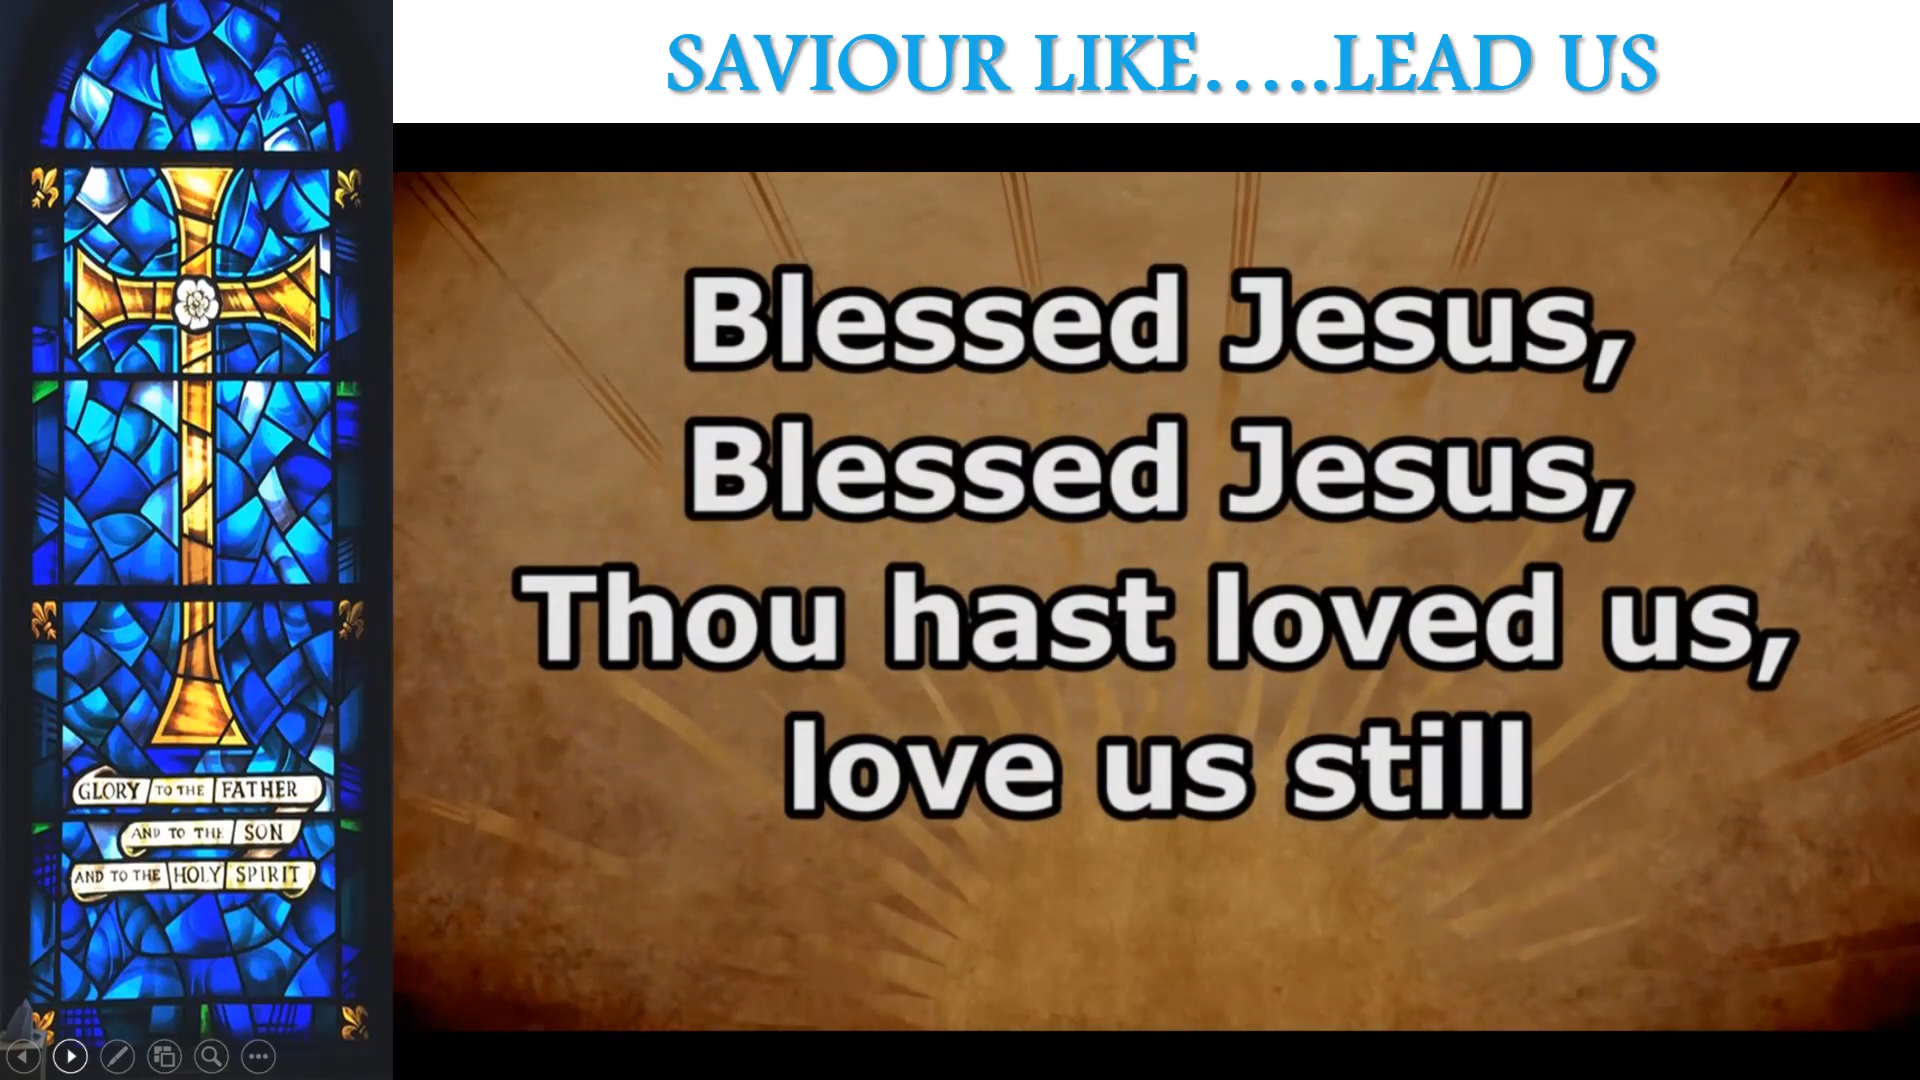 SAVIOUR LIKE.....LEAD US
Blessed Jesus,
Blessed Jesus,
Thou hast loved us,
love us still
GLORY TO THE FATHER
AND TO THE SON
AND TO THE HOLY SPIRIT